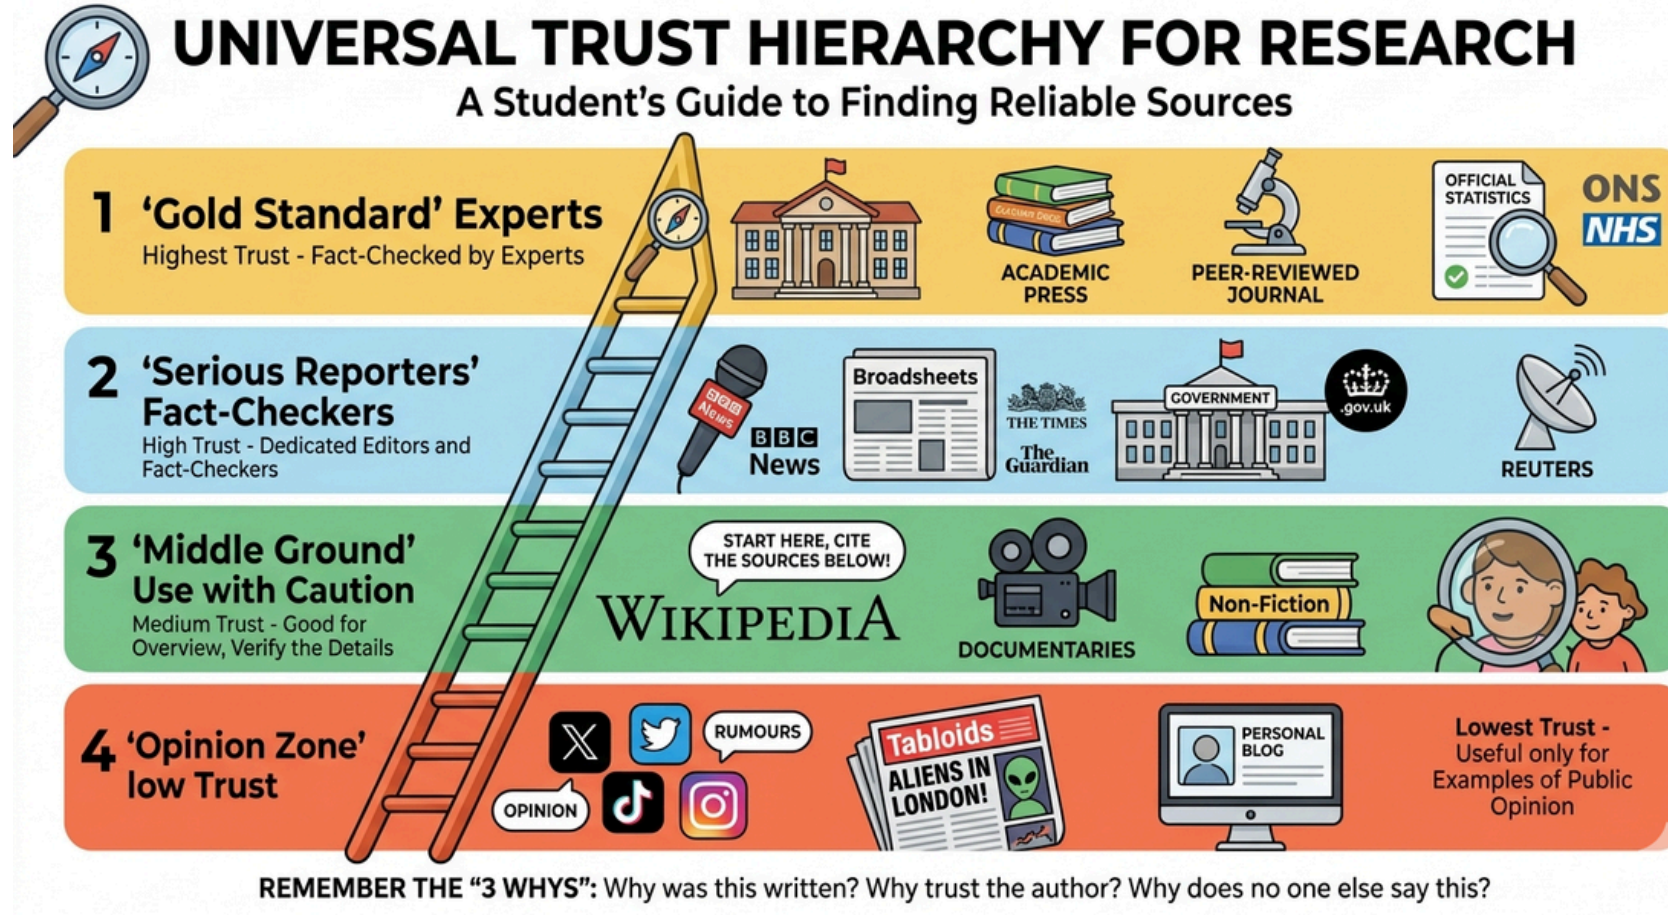 UNIVERSAL TRUST HIERARCHY FOR RESEARCH
A Student's Guide to Finding Reliable Sources
1 'Gold Standard' Experts
Highest Trust - Fact-Checked by Experts
ACADEMIC
PRESS
PEER-REVIEWED
JOURNAL
OFFICIAL
STATISTICS
ONS
NHS
2 'Serious Reporters'
Fact-Checkers
High Trust - Dedicated Editors and
Fact-Checkers
BBC
News
BBC
News
Broadsheets
THE TIMES
The
Guardian
GOVERNMENT
.gov.uk
REUTERS
3 'Middle Ground'
Use with Caution
Medium Trust - Good for
Overview, Verify the Details
START HERE, CITE
THE SOURCES BELOW!
WIKIPEDIA
DOCUMENTARIES
Non-Fiction
4 'Opinion Zone'
low Trust
X
RUMOURS
OPINION
Tabloids
ALIENS IN
LONDON!
PERSONAL
BLOG
Lowest Trust -
Useful only for
Examples of Public
Opinion
REMEMBER THE "3 WHYS": Why was this written? Why trust the author? Why does no one else say this?